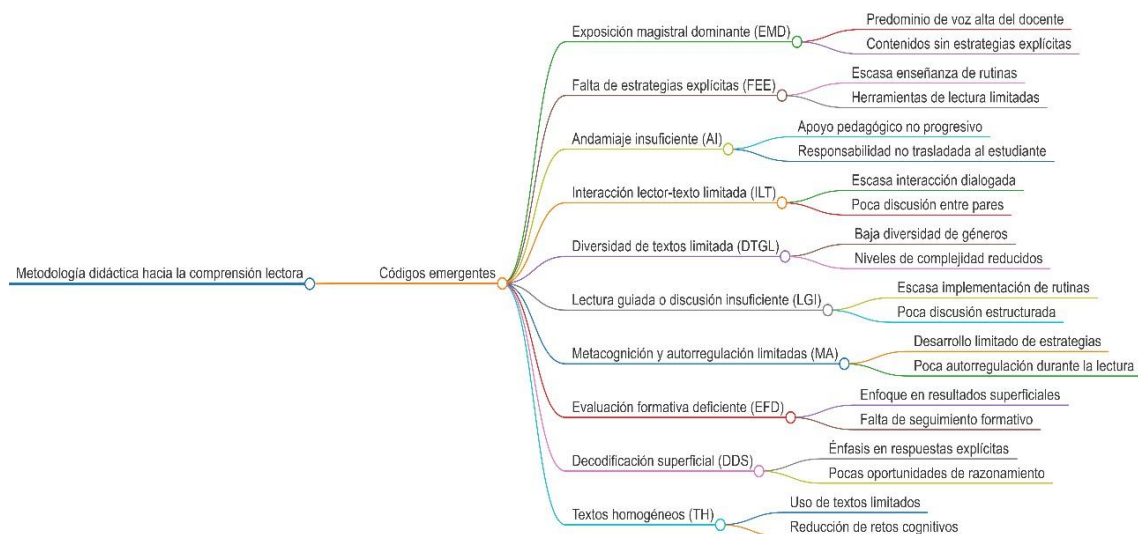 Metodología didáctica hacia la comprensión lectora
Códigos emergentes
Exposición magistral dominante (EMD)
Predominio de voz alta del docente
Contenidos sin estrategias explícitas
Falta de estrategias explícitas (FEE)
Escasa enseñanza de rutinas
Herramientas de lectura limitadas
Andamiaje insuficiente (AI)
Apoyo pedagógico no progresivo
Responsabilidad no trasladada al estudiante
Interacción lector-texto limitada (ILT)
Escasa interacción dialogada
Poca discusión entre pares
Diversidad de textos limitada (DTGL)
Baja diversidad de géneros
Niveles de complejidad reducidos
Lectura guiada o discusión insuficiente (LGI)
Escasa implementación de rutinas
Poca discusión estructurada
Metacognición y autorregulación limitadas (MA)
Desarrollo limitado de estrategias
Poca autorregulación durante la lectura
Evaluación formativa deficiente (EFD)
Enfoque en resultados superficiales
Falta de seguimiento formativo
Decodificación superficial (DDS)
Énfasis en respuestas explícitas
Pocas oportunidades de razonamiento
Textos homogéneos (TH)
Uso de textos limitados
Reducción de retos cognitivos